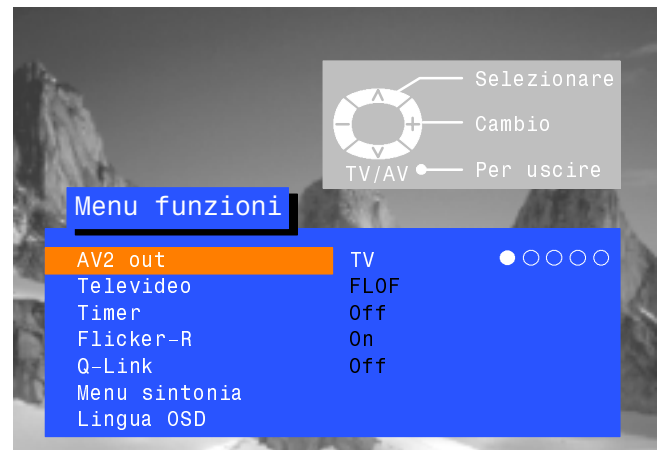 Selezionare
Cambio
TV/AV Per uscire
Menu funzioni
AV2 out TV
Televideo FLOF
Timer Off
Flicker-R On
Q-Link Off
Menu sintonia
Lingua OSD